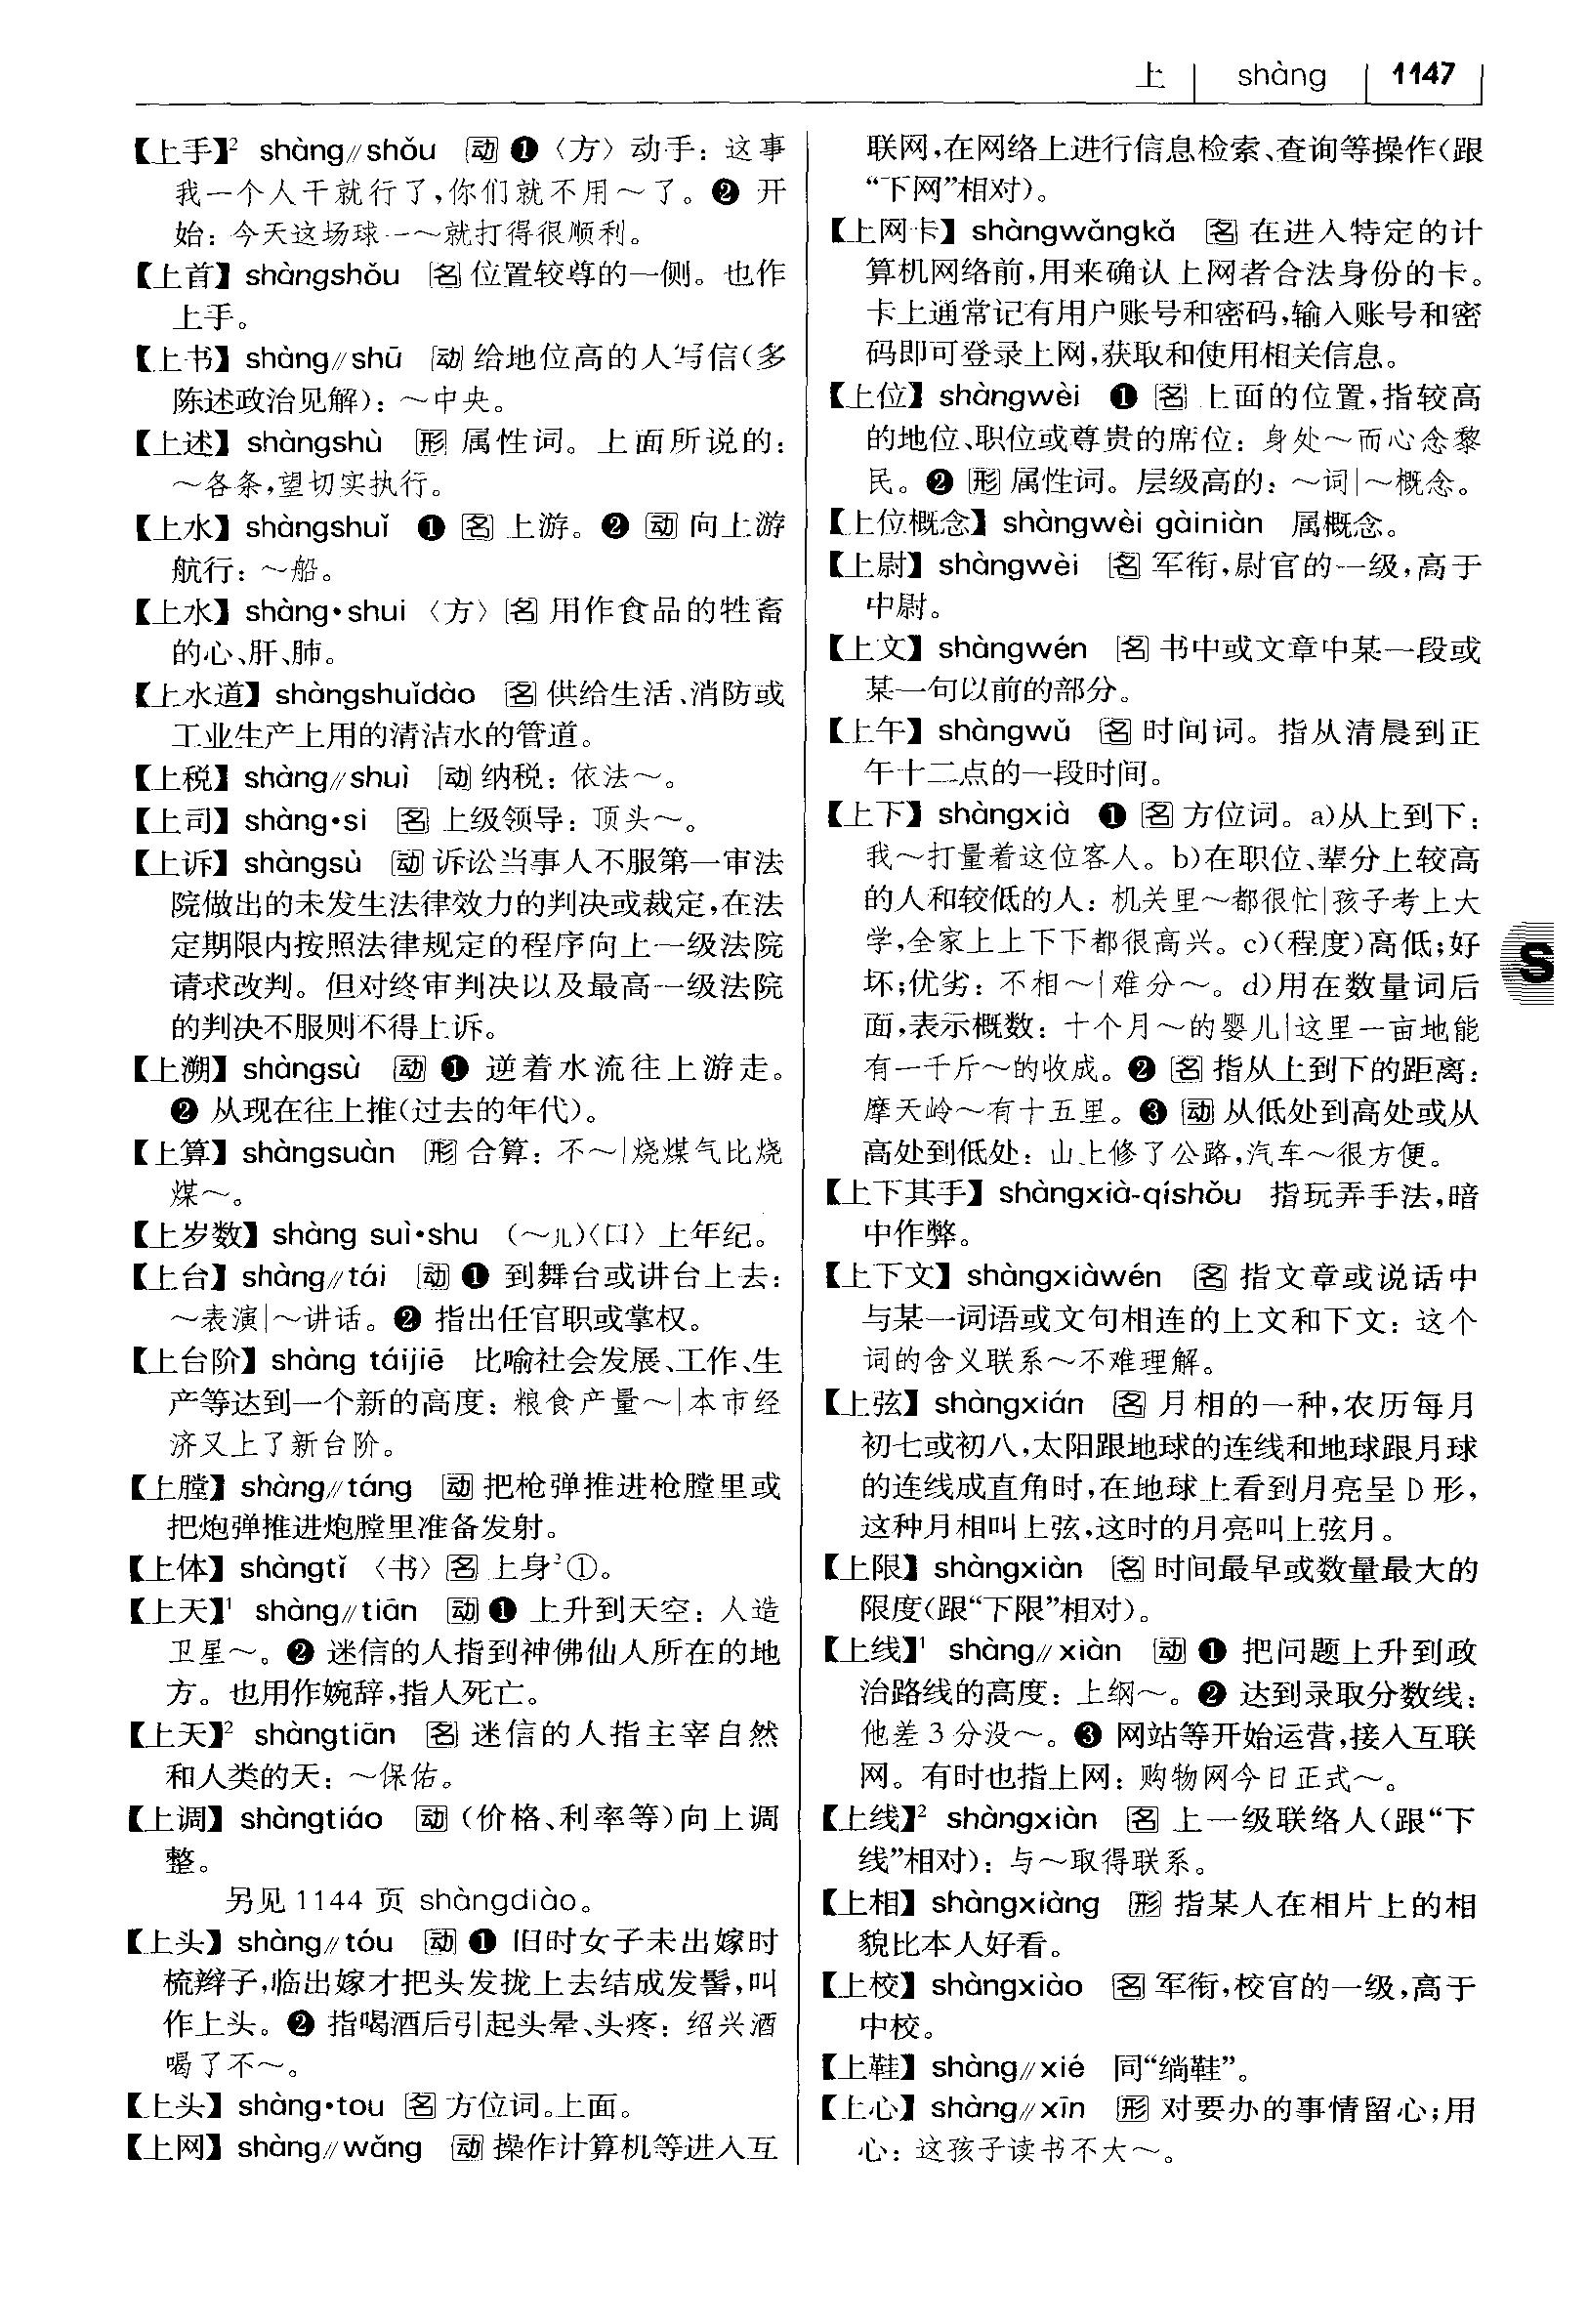 上 shàng 1147
【上手】² shàng∥shǒu 动 ❶〈方〉动手：这事
我一个人干就行了，你们就不用～了。❷ 开
始：今天这场球一～就打得很顺利。
【上首】shàngshǒu 名 位置较尊的一侧。也作
上手。
【上书】shàng∥shū 动 给地位高的人写信（多
陈述政治见解）：～中央。
【上述】shàngshù 形 属性词。上面所说的：
～各条，望切实执行。
【上水】shàngshuǐ ❶ 名 上游。❷ 动 向上游
航行：～船。
【上水】shàng•shui〈方〉名 用作食品的牲畜
的心、肝、肺。
【上水道】shàngshuǐdào 名 供给生活、消防或
工业生产上用的清洁水的管道。
【上税】shàng∥shuì 动 纳税：依法～。
【上司】shàng•si 名 上级领导：顶头～。
【上诉】shàngsù 动 诉讼当事人不服第一审法
院做出的未发生法律效力的判决或裁定，在法
定期限内按照法律规定的程序向上一级法院
请求改判。但对终审判决以及最高一级法院
的判决不服则不得上诉。
【上溯】shàngsù 动 ❶ 逆着水流往上游走。
❷ 从现在往上推（过去的年代）。
【上算】shàngsuàn 形 合算：不～｜烧煤气比烧
煤～。
【上岁数】shàng suì•shu （～儿）〈口〉上年纪。
【上台】shàng∥tái 动 ❶ 到舞台或讲台上去：
～表演｜～讲话。❷ 指出任官职或掌权。
【上台阶】shàng táijiē 比喻社会发展、工作、生
产等达到一个新的高度：粮食产量～｜本市经
济又上了新台阶。
【上膛】shàng∥táng 动 把枪弹推进枪膛里或
把炮弹推进炮膛里准备发射。
【上体】shàngtǐ〈书〉名 上身²①。
【上天】¹ shàng∥tiān 动 ❶ 上升到天空：人造
卫星～。❷ 迷信的人指到神佛仙人所在的地
方。也用作婉辞，指人死亡。
【上天】² shàngtiān 名 迷信的人指主宰自然
和人类的天：～保佑。
【上调】shàngtiáo 动（价格、利率等）向上调
整。
另见 1144 页 shàngdiào。
【上头】shàng∥tóu 动 ❶ 旧时女子未出嫁时
梳辫子，临出嫁才把头发拢上去结成发髻，叫
作上头。❷ 指喝酒后引起头晕、头疼：绍兴酒
喝了不～。
【上头】shàng•tou 名 方位词。上面。
【上网】shàng∥wǎng 动 操作计算机等进入互
联网，在网络上进行信息检索、查询等操作（跟
“下网”相对）。
【上网卡】shàngwǎngkǎ 名 在进入特定的计
算机网络前，用来确认上网者合法身份的卡。
卡上通常记有用户账号和密码，输入账号和密
码即可登录上网，获取和使用相关信息。
【上位】shàngwèi ❶ 名 上面的位置，指较高
的地位、职位或尊贵的席位：身处～而心念黎
民。❷ 形 属性词。层级高的：～词｜～概念。
【上位概念】shàngwèi gàiniàn 属概念。
【上尉】shàngwèi 名 军衔，尉官的一级，高于
中尉。
【上文】shàngwén 名 书中或文章中某一段或
某一句以前的部分。
【上午】shàngwǔ 名 时间词。指从清晨到正
午十二点的一段时间。
【上下】shàngxià ❶ 名 方位词。a）从上到下：
我～打量着这位客人。b）在职位、辈分上较高
的人和较低的人：机关里～都很忙｜孩子考上大
学，全家上上下下都很高兴。c）（程度）高低；好
坏；优劣：不相～｜难分～。d）用在数量词后
面，表示概数：十个月～的婴儿｜这里一亩地能
有一千斤～的收成。❷ 名 指从上到下的距离：
摩天岭～有十五里。❸ 动 从低处到高处或从
高处到低处：山上修了公路，汽车～很方便。
【上下其手】shàngxià-qíshǒu 指玩弄手法，暗
中作弊。
【上下文】shàngxiàwén 名 指文章或说话中
与某一词语或文句相连的上文和下文：这个
词的含义联系～不难理解。
【上弦】shàngxián 名 月相的一种，农历每月
初七或初八，太阳跟地球的连线和地球跟月球
的连线成直角时，在地球上看到月亮呈 D 形，
这种月相叫上弦，这时的月亮叫上弦月。
【上限】shàngxiàn 名 时间最早或数量最大的
限度（跟“下限”相对）。
【上线】¹ shàng∥xiàn 动 ❶ 把问题上升到政
治路线的高度：上纲～。❷ 达到录取分数线：
他差 3 分没～。❸ 网站等开始运营，接入互联
网。有时也指上网：购物网今日正式～。
【上线】² shàngxiàn 名 上一级联络人（跟“下
线”相对）：与～取得联系。
【上相】shàngxiàng 形 指某人在相片上的相
貌比本人好看。
【上校】shàngxiào 名 军衔，校官的一级，高于
中校。
【上鞋】shàng∥xié 同“绱鞋”。
【上心】shàng∥xīn 形 对要办的事情留心；用
心：这孩子读书不大～。
S